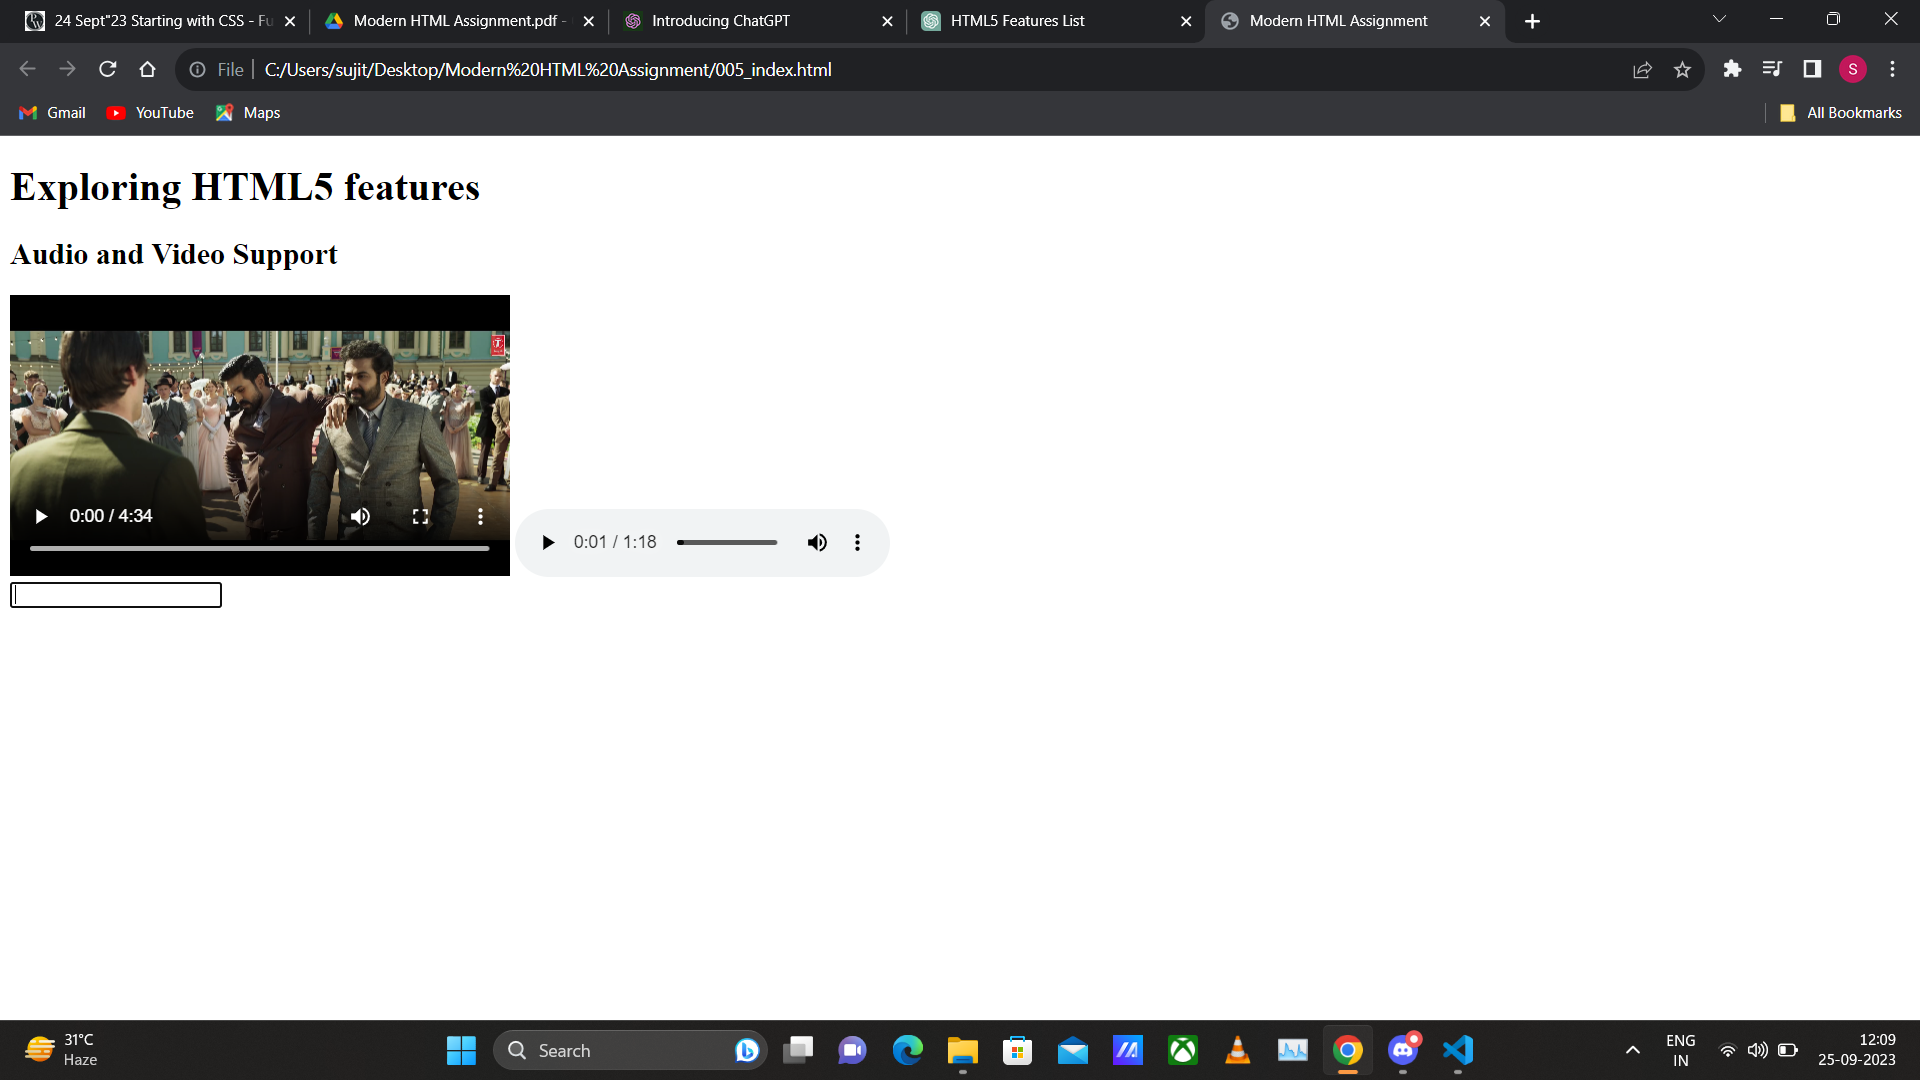 24 Sept"23 Starting with CSS - Fu
Modern HTML Assignment.pdf -
Introducing ChatGPT
HTML5 Features List
Modern HTML Assignment
File
C:/Users/sujit/Desktop/Modern%20HTML%20Assignment/005_index.html
S
Gmail
YouTube
Maps
All Bookmarks
Exploring HTML5 features
Audio and Video Support
0:00 / 4:34
0:01 / 1:18
31°C
Haze
Search
ENG
IN
12:09
25-09-2023